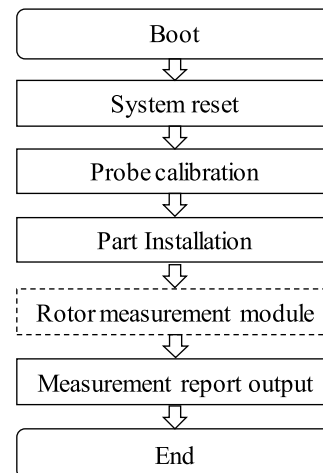 Boot
System reset
Probe calibration
Part Installation
Rotor measurement module
Measurement report output
End